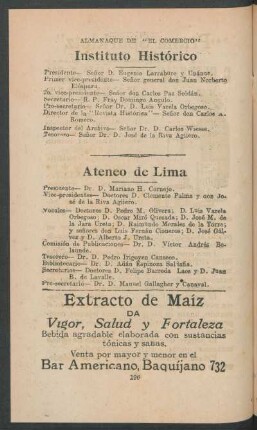 ALMANAQUE DE "EL COMERCIO"
Instituto Histórico
Presidente— Señor D. Eugenio Larrabure y Unanue.
Primer vice-presidente— Señor general don Juan Norberto
Eléspuru.
2o. vice-presidente— Señor don Carlos Paz Soldán.
Secretario— R. P. Fray Domingo Angulo.
Pro-secretario— Señor Dr. D. Luis Varela Orbegoso.
Director de la "Revista Histórica"— Señor don Carlos A.
Romero.
Inspector del Archivo— Señor Dr. D. Carlos Wiesse.
Tesorero— Señor Dr. D. José de la Riva Agüero.
Ateneo de Lima
Presidente— Dr. D. Mariano H. Cornejo.
Vice-presidentes— Doctores D. Clemente Palma y don Jo-
sé de la Riva Agüero.
Vocales— Doctores D. Pedro M. Olivera; D. Luis Varela
Orbegoso; D. Oscar Miró Quesada; D. José M. de
la Jara Ureta; D. Raimundo Morales de la Torre;
y señores don Luis Fernán Cisneros; D. José Gál-
vez y D. Alberto J. Ureta.
Comisión de Publicaciones— Dr. D. Víctor Andrés Be-
launde.
Tesorero— Dr. D. Pedro Irigoyen Canseco.
Bibliotecario— Dr. D. Adán Espinoza Saldaña.
Secretarios— Doctores D. Felipe Barreda Laos y D. Juan
B. de Lavalle.
Pro-secretario— Dr. D. Manuel Gallagher y Canaval.
Extracto de Maíz
DA
Vigor, Salud y Fortaleza
Bebida agradable elaborada con sustancias
tónicas y sanas.
Venta por mayor y menor en el
Bar Americano, Baquíjano 732